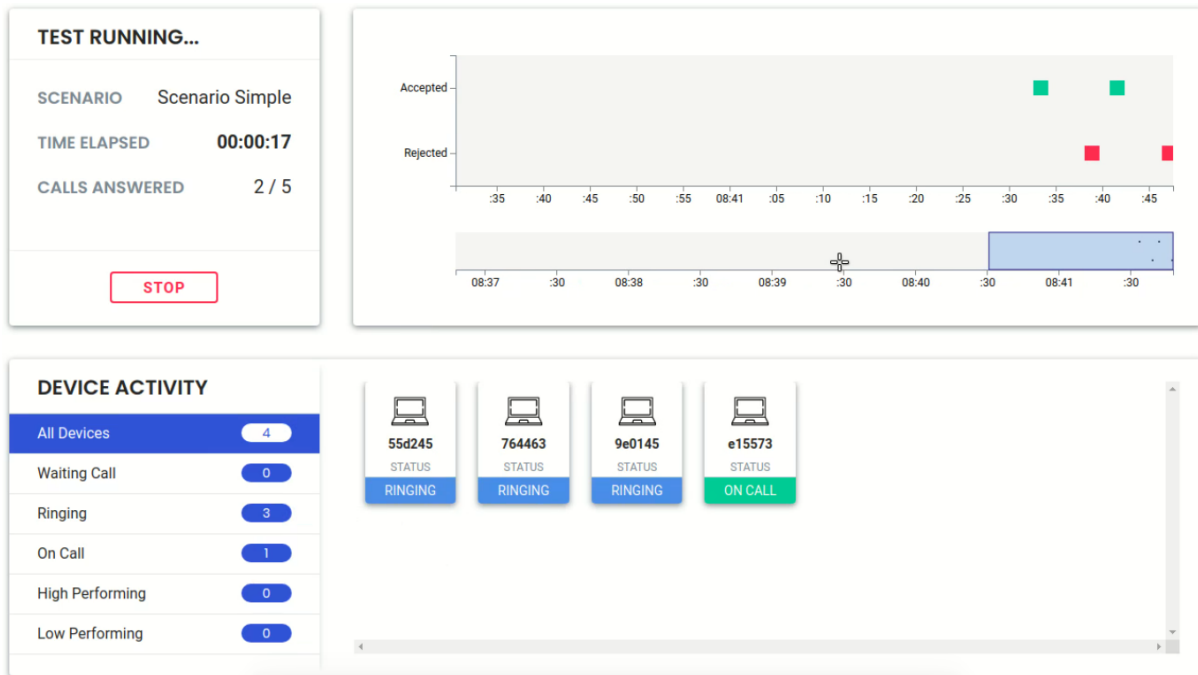 TEST RUNNING...
SCENARIO Scenario Simple
TIME ELAPSED 00:00:17
CALLS ANSWERED 2 / 5
STOP
Accepted
Rejected
:35 :40 :45 :50 :55 08:41 :05 :10 :15 :20 :25 :30 :35 :40 :45
08:37 :30 08:38 :30 08:39 :30 08:40 :30 08:41 :30
DEVICE ACTIVITY
All Devices 4
Waiting Call 0
Ringing 3
On Call 1
High Performing 0
Low Performing 0
55d245 764463 9e0145 e15573
STATUS STATUS STATUS STATUS
RINGING RINGING RINGING ON CALL